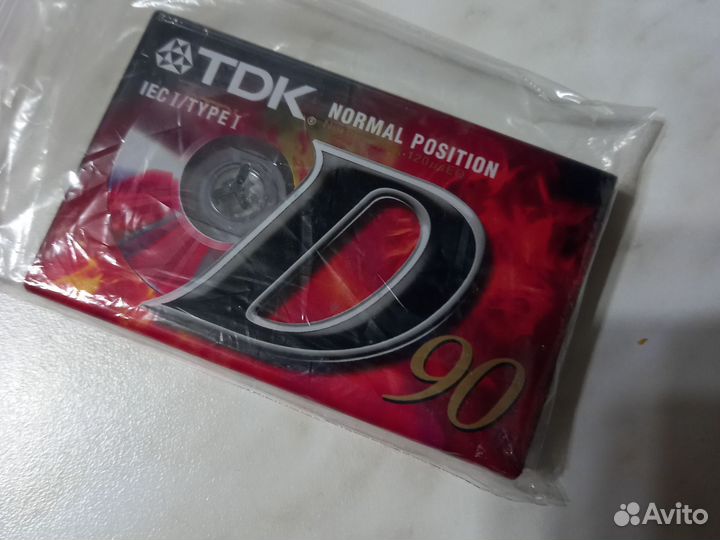 TDK®
IEC I/TYPE I
NORMAL POSITION
D
90
Avito